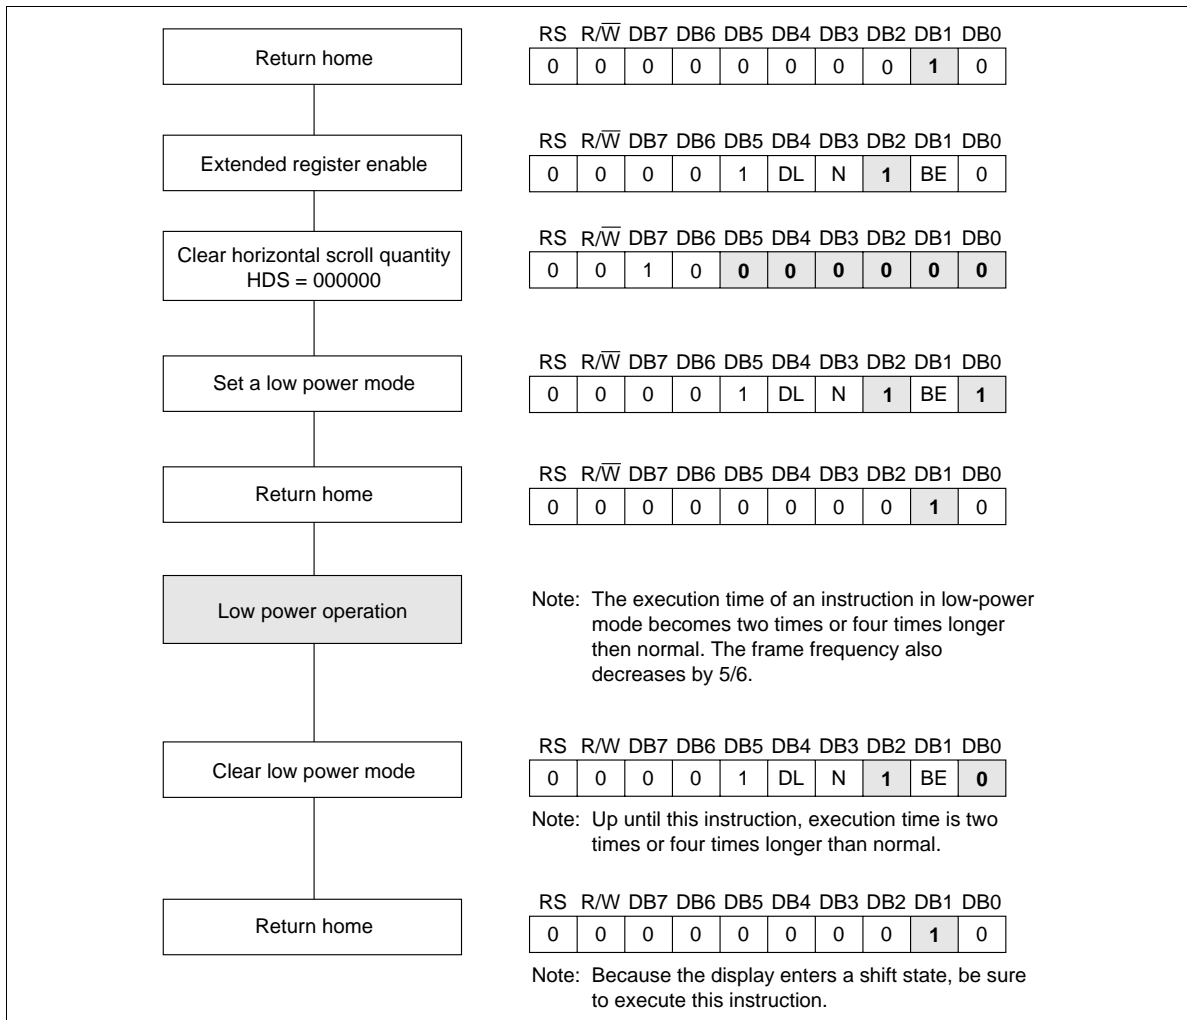 Return home
RS R/W̅ DB7 DB6 DB5 DB4 DB3 DB2 DB1 DB0
0 0 0 0 0 0 0 0 1 0
Extended register enable
RS R/W̅ DB7 DB6 DB5 DB4 DB3 DB2 DB1 DB0
0 0 0 0 1 DL N 1 BE 0
Clear horizontal scroll quantity
HDS = 000000
RS R/W̅ DB7 DB6 DB5 DB4 DB3 DB2 DB1 DB0
0 0 1 0 0 0 0 0 0 0
Set a low power mode
RS R/W̅ DB7 DB6 DB5 DB4 DB3 DB2 DB1 DB0
0 0 0 0 1 DL N 1 BE 1
Return home
RS R/W̅ DB7 DB6 DB5 DB4 DB3 DB2 DB1 DB0
0 0 0 0 0 0 0 0 1 0
Low power operation
Note: The execution time of an instruction in low-power
mode becomes two times or four times longer
then normal. The frame frequency also
decreases by 5/6.
Clear low power mode
RS R/W DB7 DB6 DB5 DB4 DB3 DB2 DB1 DB0
0 0 0 0 1 DL N 1 BE 0
Note: Up until this instruction, execution time is two
times or four times longer than normal.
Return home
RS R/W DB7 DB6 DB5 DB4 DB3 DB2 DB1 DB0
0 0 0 0 0 0 0 0 1 0
Note: Because the display enters a shift state, be sure
to execute this instruction.